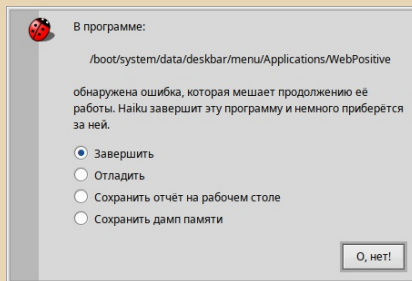 В программе:
/boot/system/data/deskbar/menu/Applications/WebPositive
обнаружена ошибка, которая мешает продолжению её
работы. Haiku завершит эту программу и немного приберётся
за ней.
Завершить
Отладить
Сохранить отчёт на рабочем столе
Сохранить дамп памяти
О, нет!